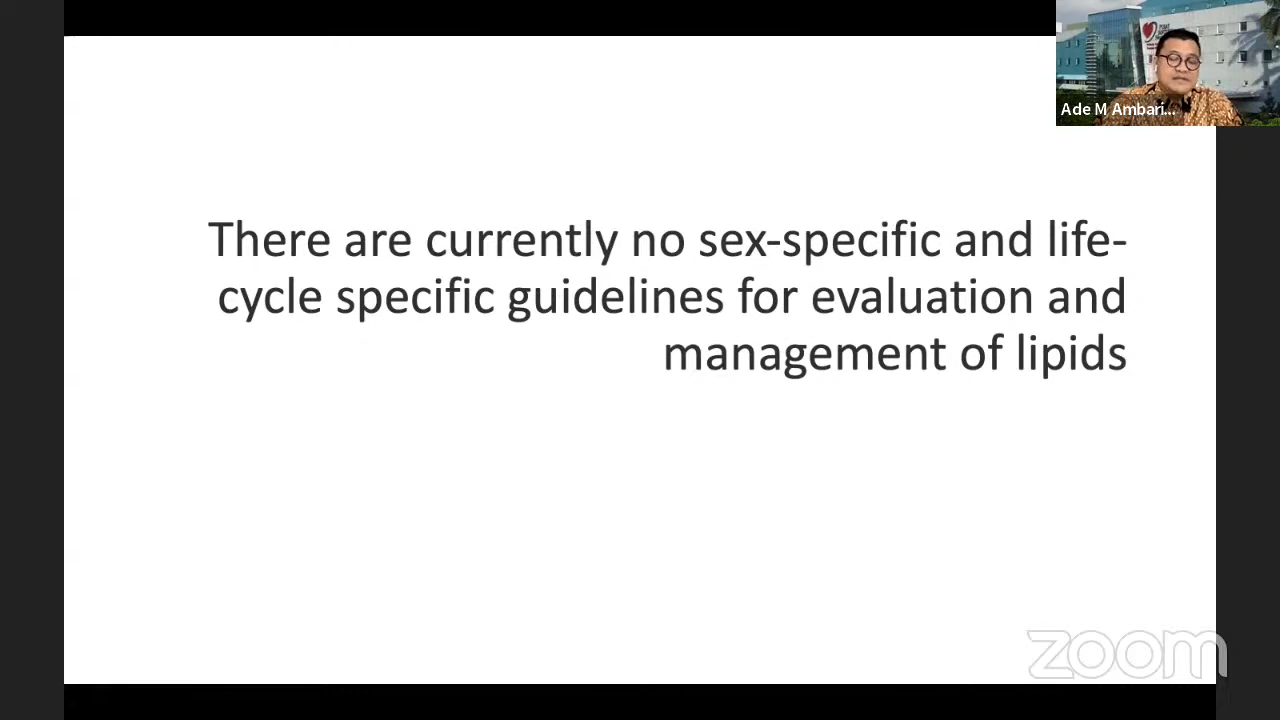 Ade M Ambari...
There are currently no sex-specific and life-
cycle specific guidelines for evaluation and
management of lipids
zoom